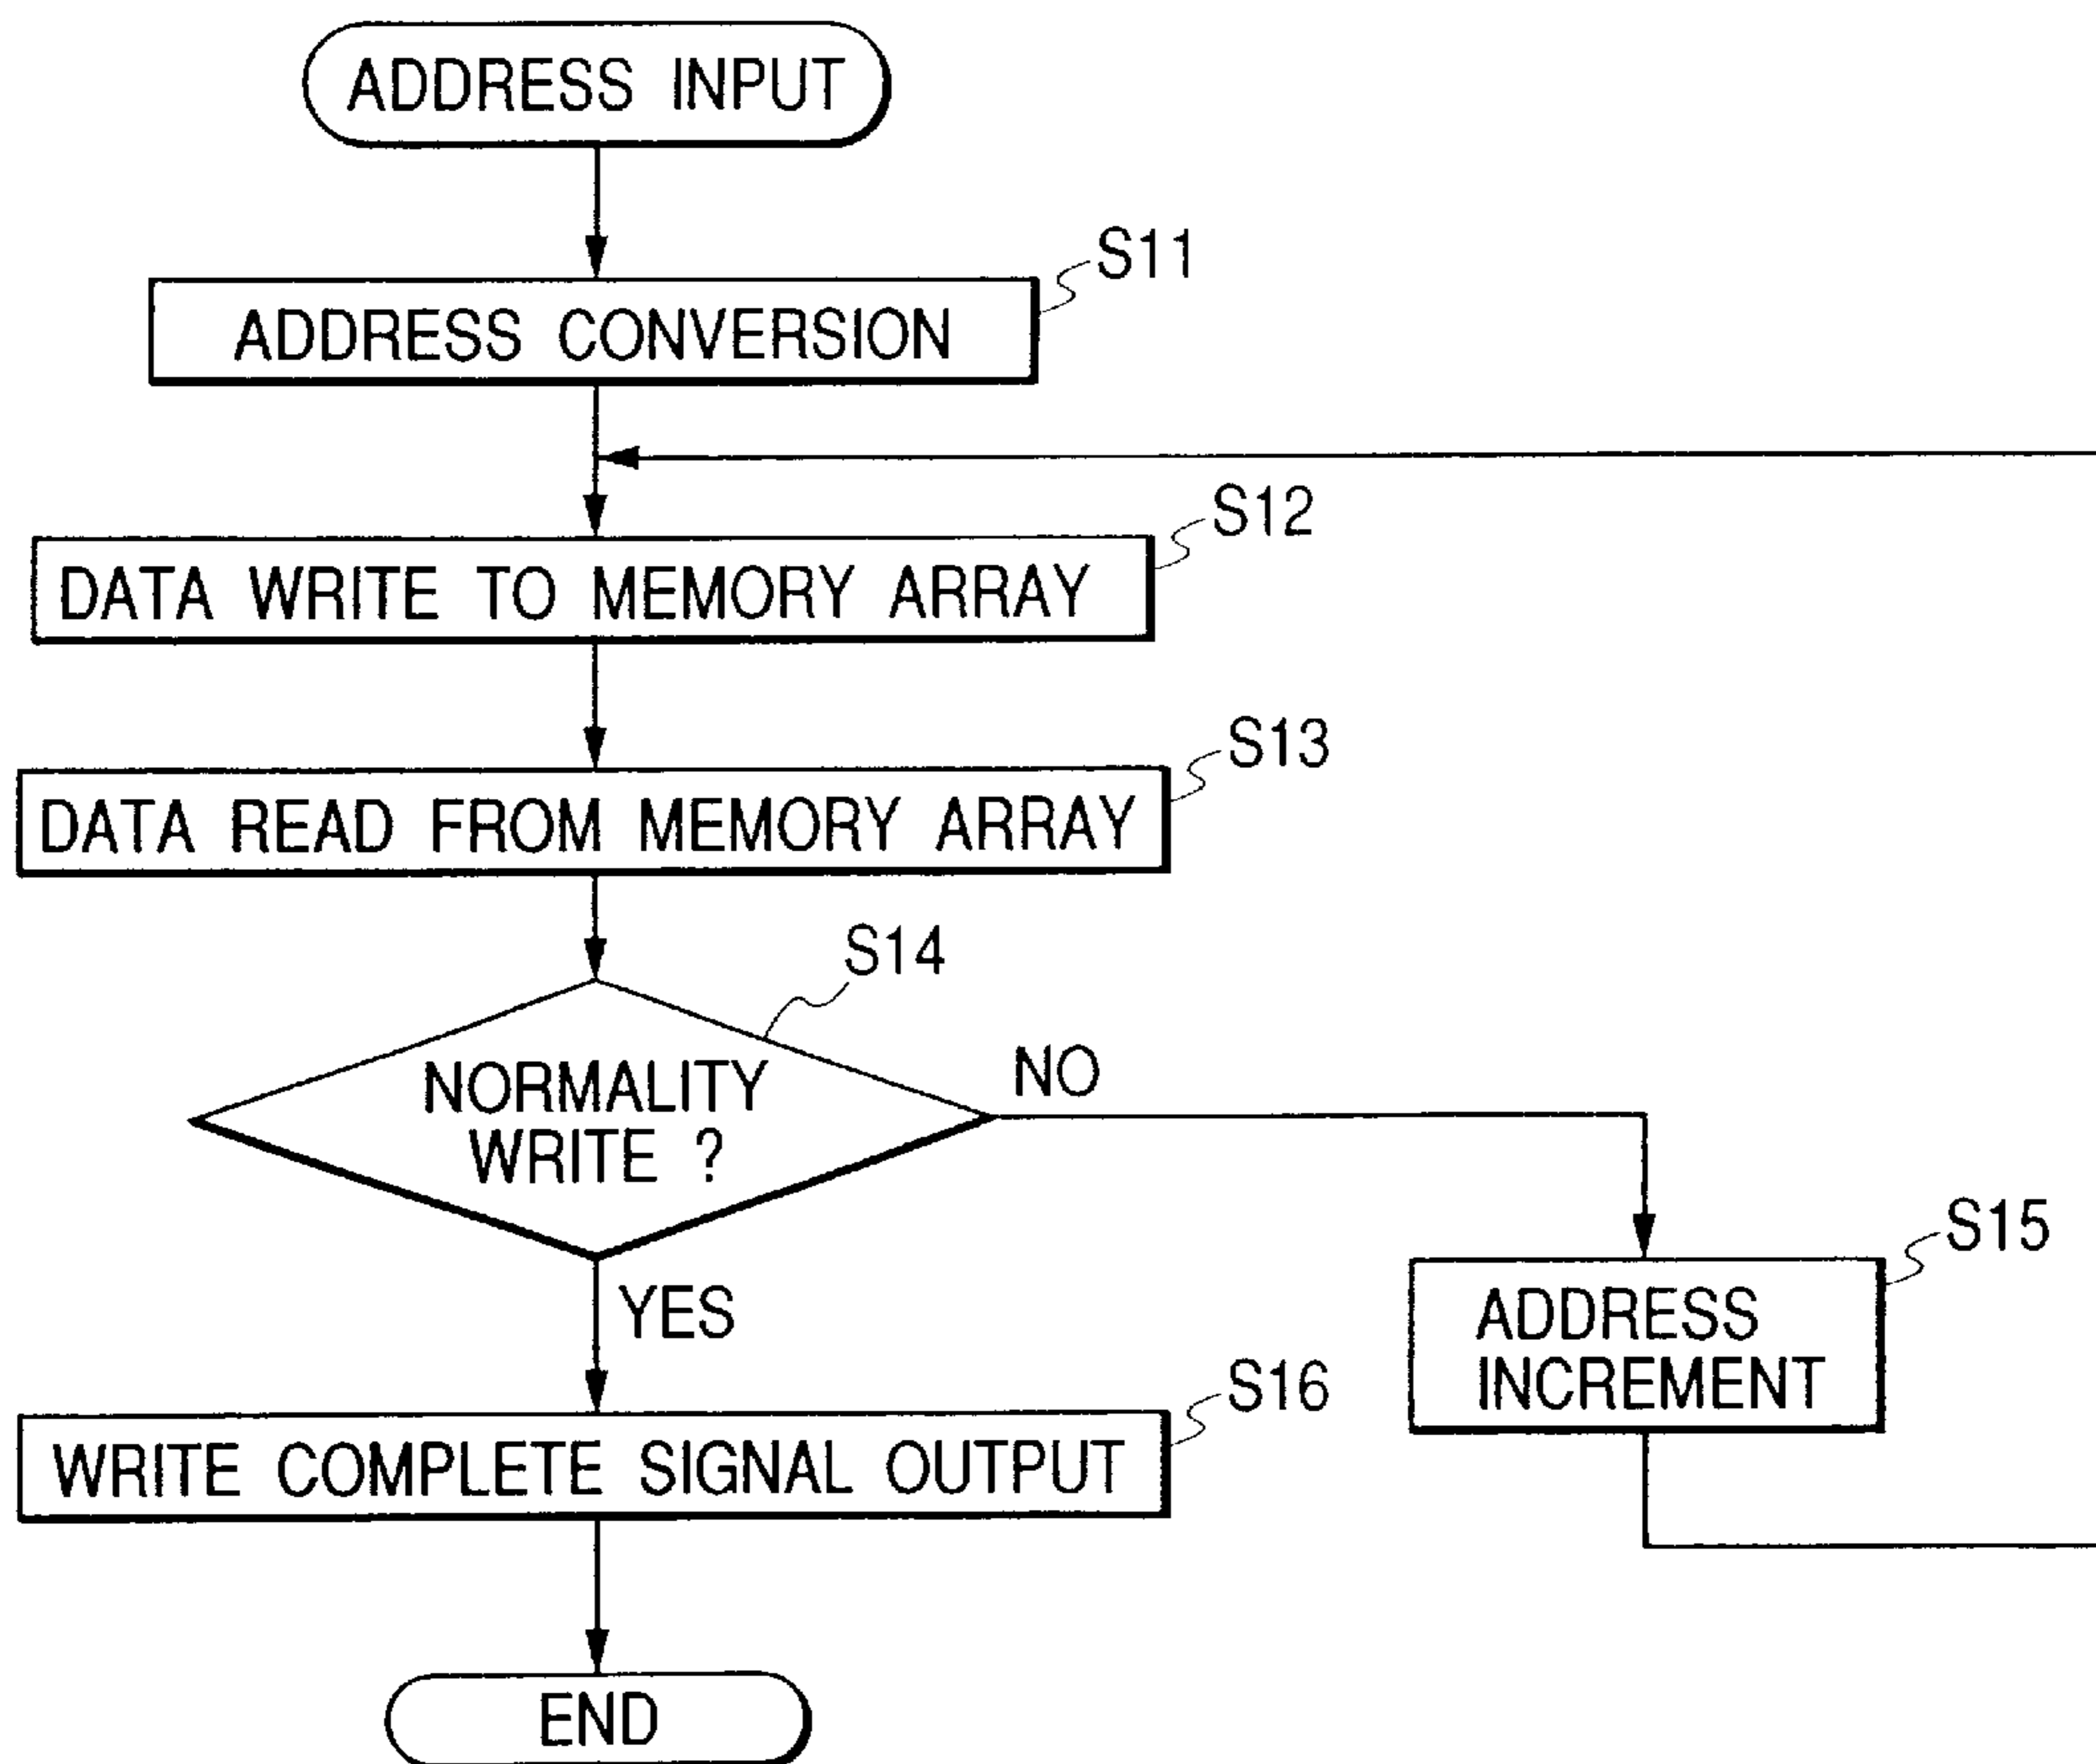 ADDRESS INPUT
S11
ADDRESS CONVERSION
S12
DATA WRITE TO MEMORY ARRAY
S13
DATA READ FROM MEMORY ARRAY
S14
NORMALITY
WRITE ?
NO
YES
S15
ADDRESS
INCREMENT
S16
WRITE COMPLETE SIGNAL OUTPUT
END